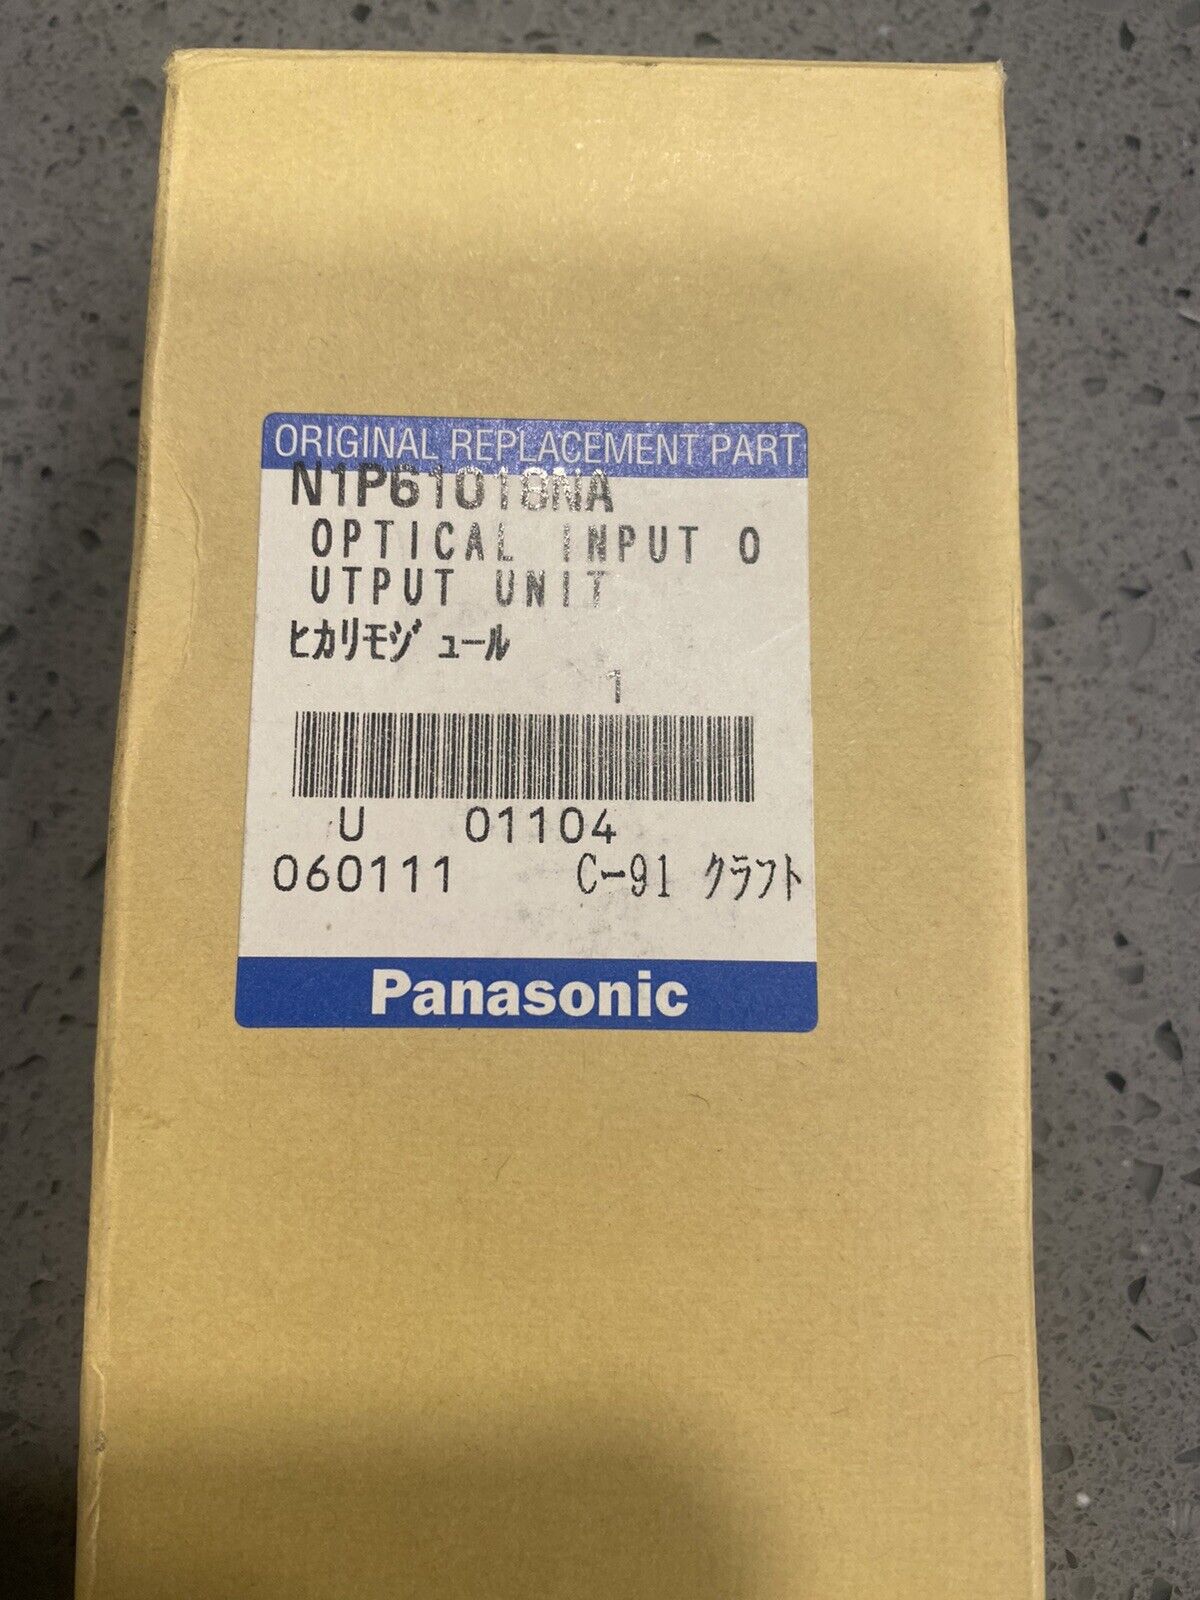 ORIGINAL REPLACEMENT PART
N1P61018NA
OPTICAL INPUT O
UTPUT UNIT
ヒカリモジュール
1
U 01104
060111 C-91 クラフト
Panasonic